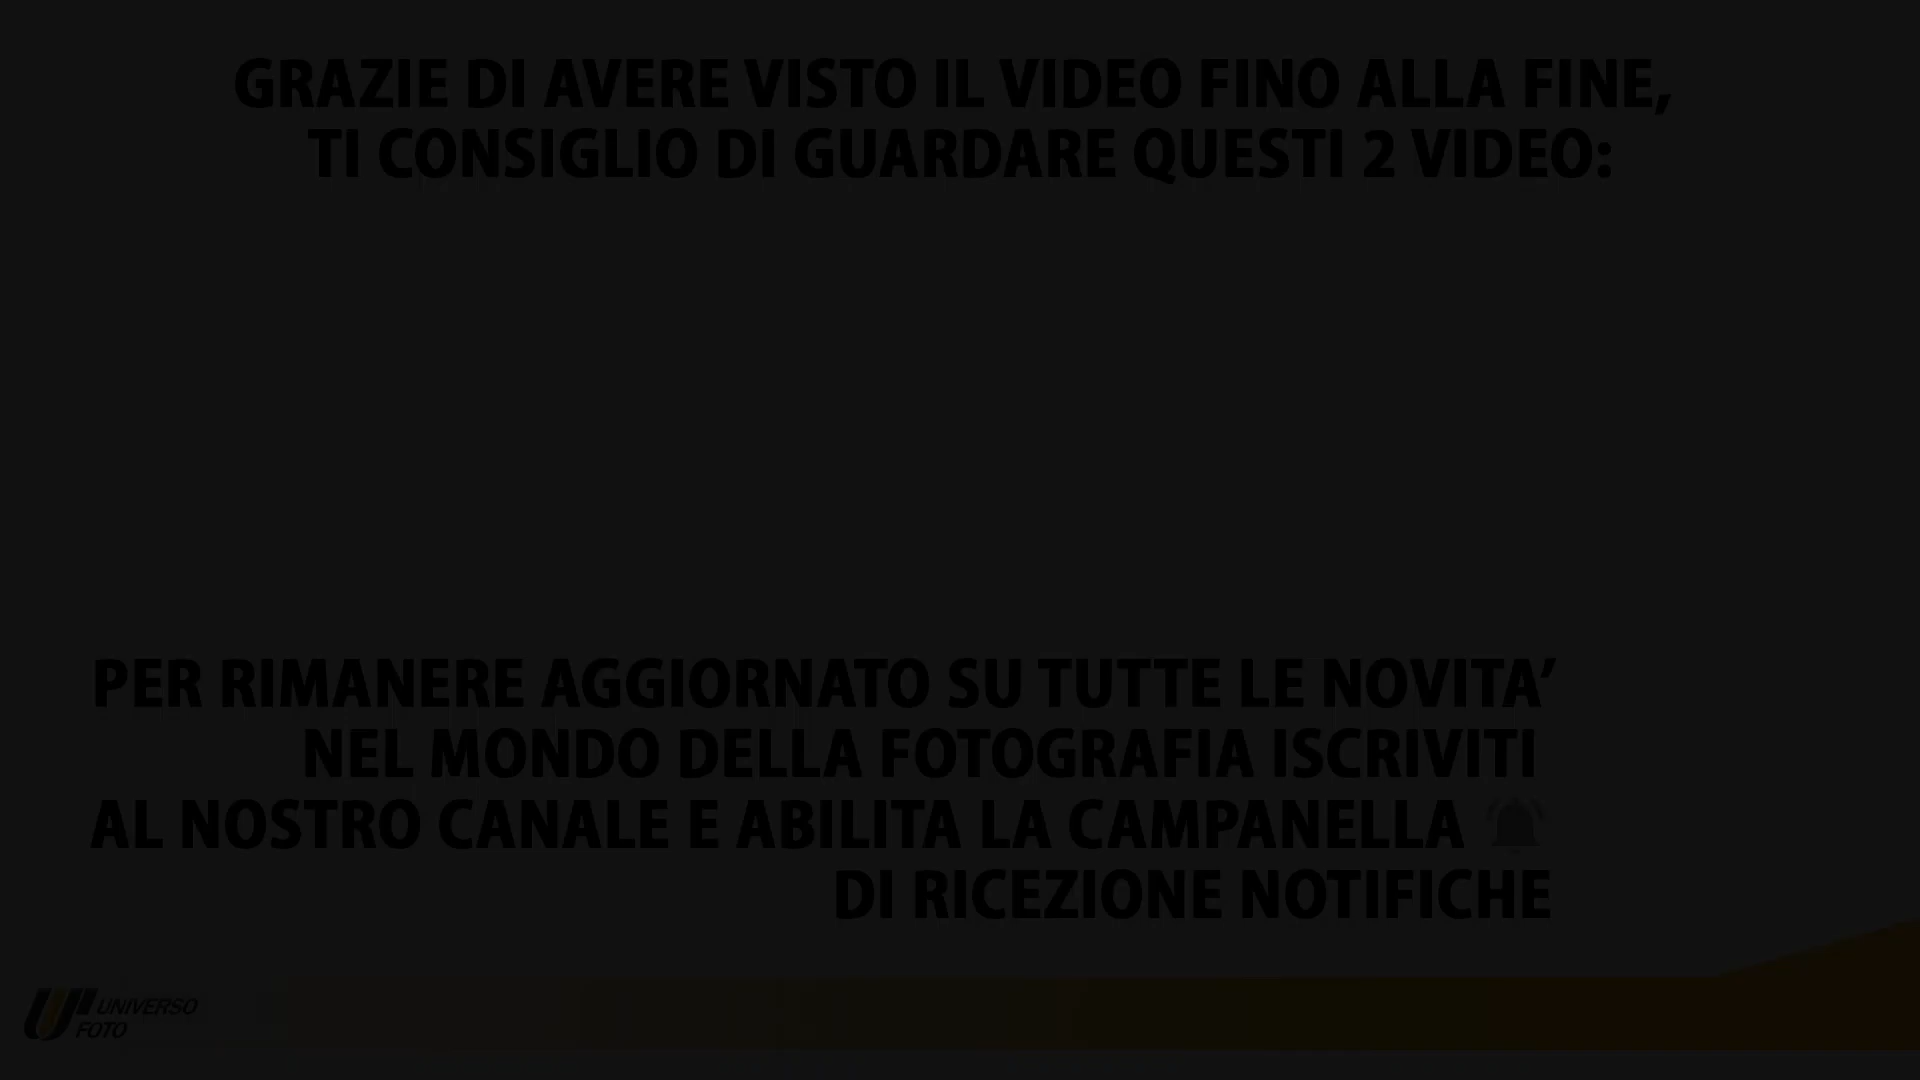 GRAZIE DI AVERE VISTO IL VIDEO FINO ALLA FINE,
TI CONSIGLIO DI GUARDARE QUESTI 2 VIDEO:
PER RIMANERE AGGIORNATO SU TUTTE LE NOVITA’
NEL MONDO DELLA FOTOGRAFIA ISCRIVITI
AL NOSTRO CANALE E ABILITA LA CAMPANELLA
DI RICEZIONE NOTIFICHE
UNIVERSO
FOTO